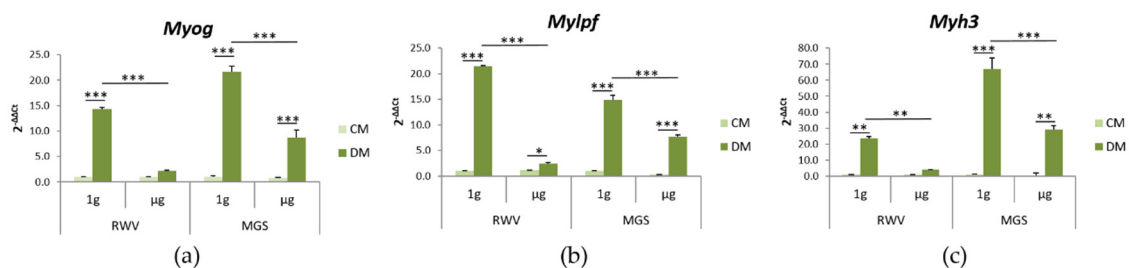 Myog
***
***
***
***
2-ΔΔCt
25.0
20.0
15.0
10.0
5.0
0.0
CM
DM
1g μg 1g μg
RWV MGS
(a)
Mylpf
***
***
***
*
***
***
2-ΔΔCt
25.0
20.0
15.0
10.0
5.0
0.0
CM
DM
1g μg 1g μg
RWV MGS
(b)
Myh3
***
***
**
**
**
2-ΔΔCt
80.0
70.0
60.0
50.0
40.0
30.0
20.0
10.0
0.0
CM
DM
1g μg 1g μg
RWV MGS
(c)